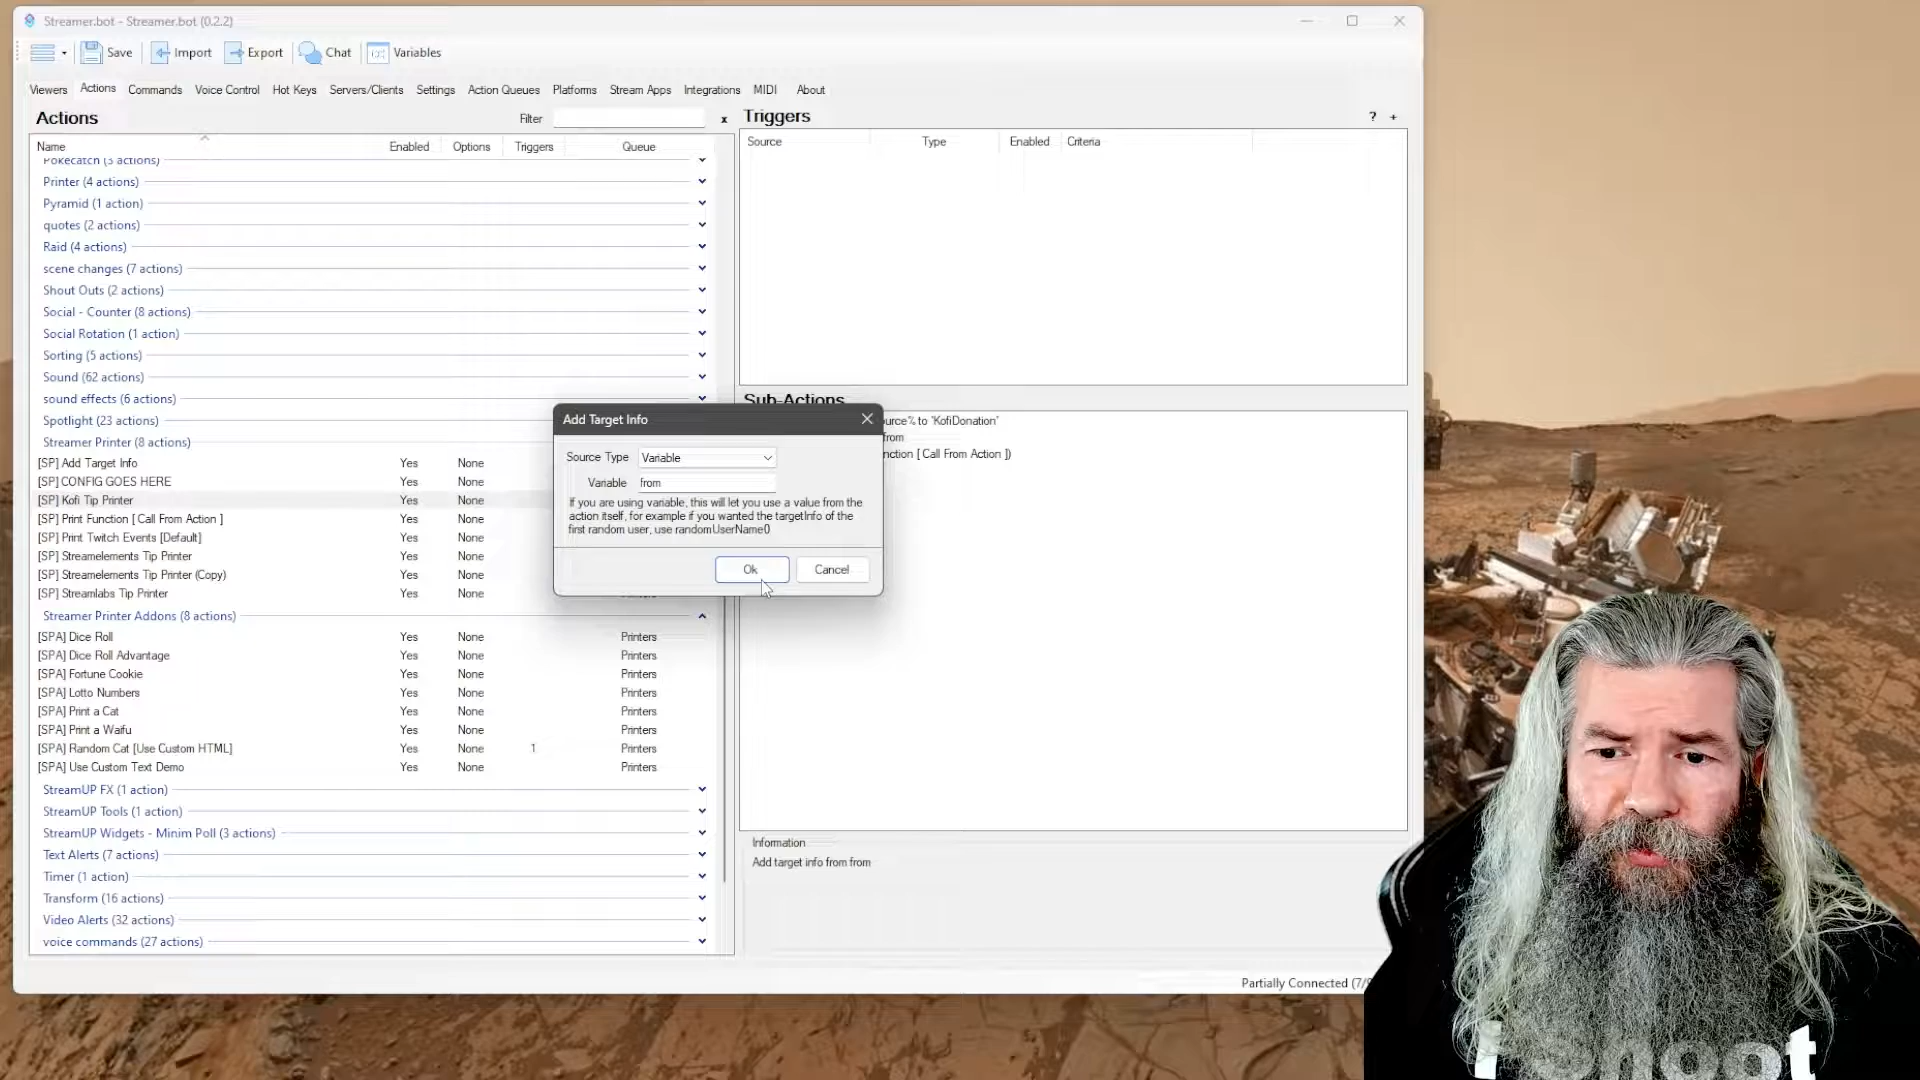 Streamer.bot - Streamer.bot (0.2.2)
Save Import Export Chat Variables
Viewers Actions Commands Voice Control Hot Keys Servers/Clients Settings Action Queues Platforms Stream Apps Integrations MIDI About
Actions
Filter
x
Name Enabled Options Triggers Queue
Pokecatch (3 actions)
Printer (4 actions)
Pyramid (1 action)
quotes (2 actions)
Raid (4 actions)
scene changes (7 actions)
Shout Outs (2 actions)
Social - Counter (8 actions)
Social Rotation (1 action)
Sorting (5 actions)
Sound (62 actions)
sound effects (6 actions)
Spotlight (23 actions)
Streamer Printer (8 actions)
[SP] Add Target Info Yes None
[SP] CONFIG GOES HERE Yes None
[SP] Kofi Tip Printer Yes None
[SP] Print Function [ Call From Action ] Yes None
[SP] Print Twitch Events [Default] Yes None
[SP] Streamelements Tip Printer Yes None
[SP] Streamelements Tip Printer (Copy) Yes None
[SP] Streamlabs Tip Printer Yes None
Streamer Printer Addons (8 actions)
[SPA] Dice Roll Yes None Printers
[SPA] Dice Roll Advantage Yes None Printers
[SPA] Fortune Cookie Yes None Printers
[SPA] Lotto Numbers Yes None Printers
[SPA] Print a Cat Yes None Printers
[SPA] Print a Waifu Yes None Printers
[SPA] Random Cat [Use Custom HTML] Yes None 1 Printers
[SPA] Use Custom Text Demo Yes None Printers
StreamUP FX (1 action)
StreamUP Tools (1 action)
StreamUP Widgets - Minim Poll (3 actions)
Text Alerts (7 actions)
Timer (1 action)
Transform (16 actions)
Video Alerts (32 actions)
voice commands (27 actions)
Triggers
? +
Source Type Enabled Criteria
Sub-Actions
urce% to 'KofiDonation'
from
nction [ Call From Action ])
Add Target Info
Source Type Variable
Variable from
If you are using variable, this will let you use a value from the
action itself, for example if you wanted the targetInfo of the
first random user, use randomUserName0
Ok Cancel
Information
Add target info from from
Partially Connected (7/